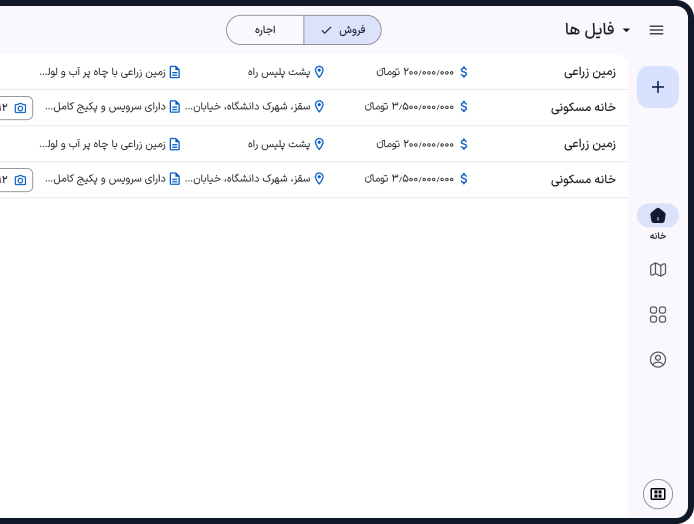 فایل ها
فروش
اجاره
زمین زراعی ۲۰۰٫۰۰۰٫۰۰۰ تومان پشت پلیس راه زمین زراعی با چاه پر آب و لول...
خانه مسکونی ۳٫۵۰۰٫۰۰۰٫۰۰۰ تومان سقز، شهرک دانشگاه، خیابان... دارای سرویس و پکیج کامل... ۱۲
زمین زراعی ۲۰۰٫۰۰۰٫۰۰۰ تومان پشت پلیس راه زمین زراعی با چاه پر آب و لول...
خانه مسکونی ۳٫۵۰۰٫۰۰۰٫۰۰۰ تومان سقز، شهرک دانشگاه، خیابان... دارای سرویس و پکیج کامل... ۱۲
خانه